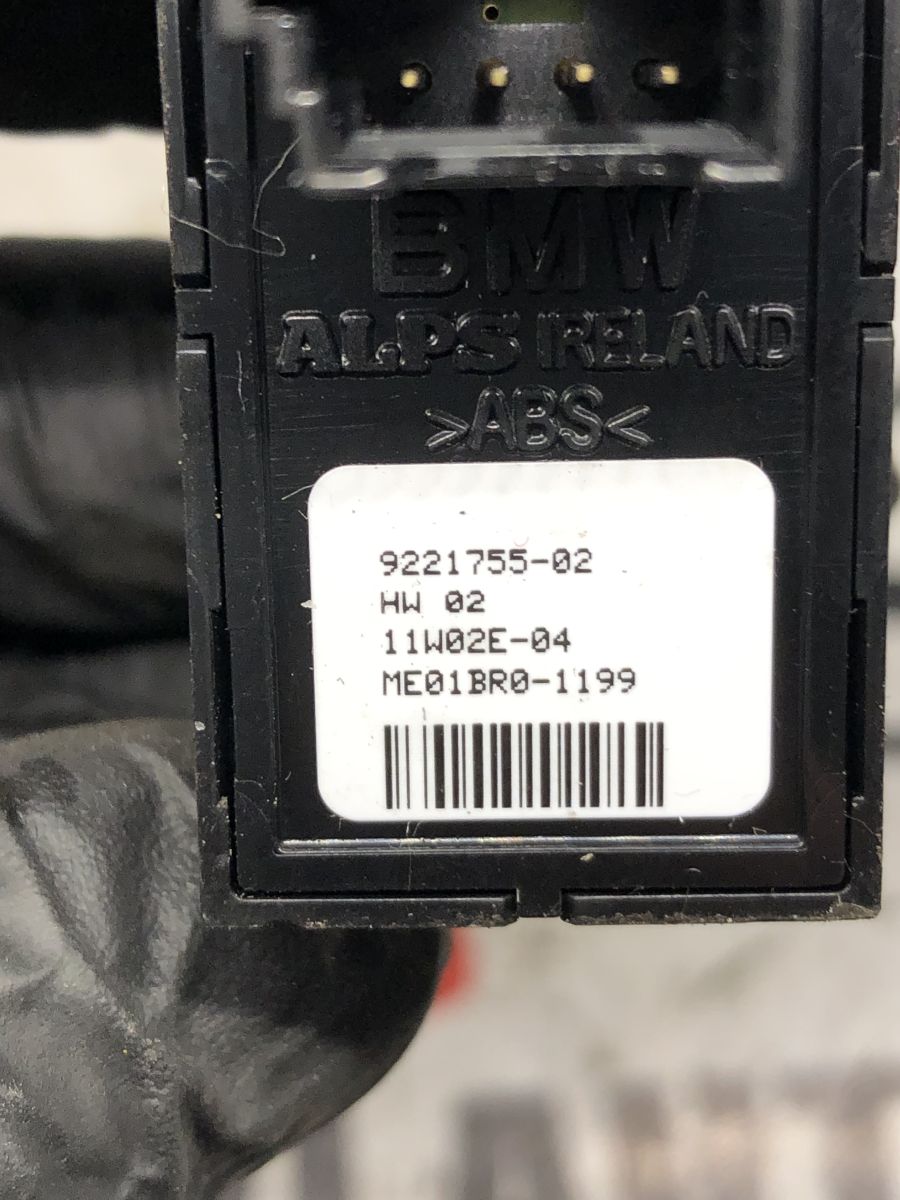 BMW
ALPS IRELAND
>ABS<
9221755-02
HW 02
11W02E-04
ME01BR0-1199